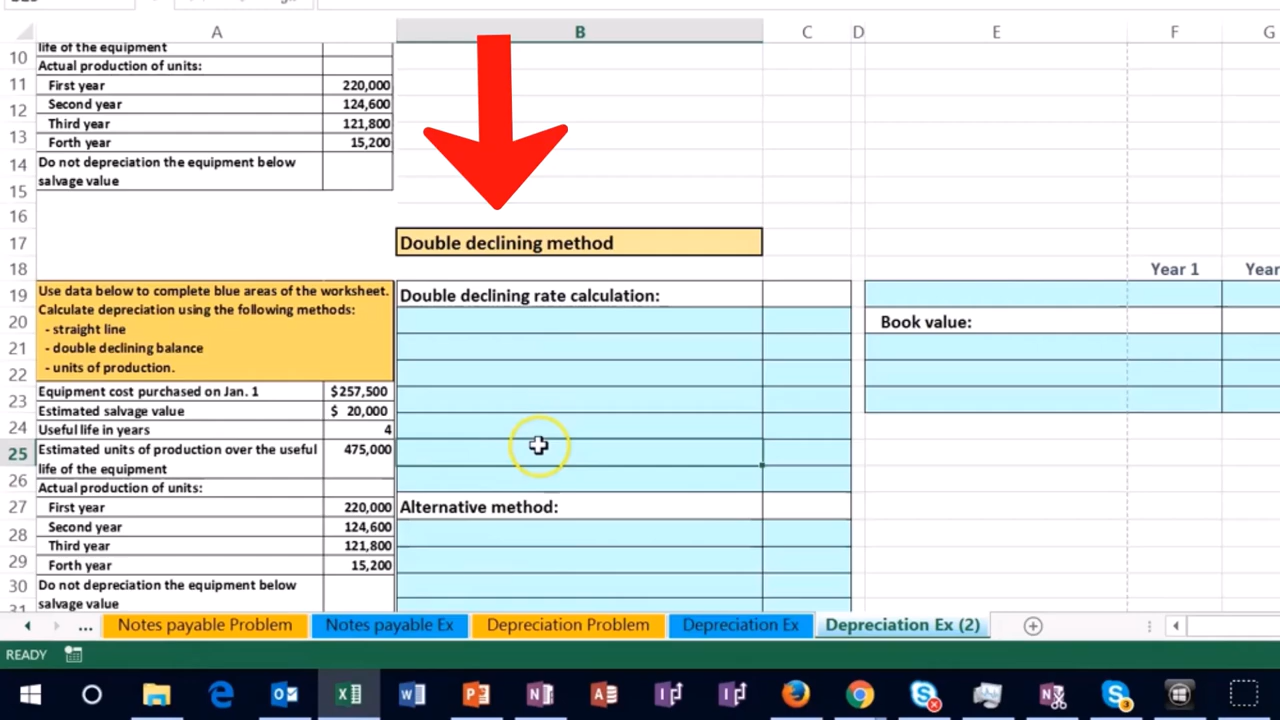 A B C D E F G
10 life of the equipment
Actual production of units:
11 First year 220,000
12 Second year 124,600
13 Third year 121,800
Forth year 15,200
14 Do not depreciation the equipment below
15 salvage value
16
17 Double declining method
18 Year 1 Year
19 Use data below to complete blue areas of the worksheet. Double declining rate calculation:
20 Calculate depreciation using the following methods: Book value:
- straight line
21 - double declining balance
22 - units of production.
23 Equipment cost purchased on Jan. 1 $257,500
Estimated salvage value $ 20,000
24 Useful life in years 4
25 Estimated units of production over the useful 475,000
life of the equipment
26 Actual production of units:
27 First year 220,000 Alternative method:
28 Second year 124,600
29 Third year 121,800
Forth year 15,200
30 Do not depreciation the equipment below
31 salvage value
... Notes payable Problem Notes payable Ex Depreciation Problem Depreciation Ex Depreciation Ex (2)
READY